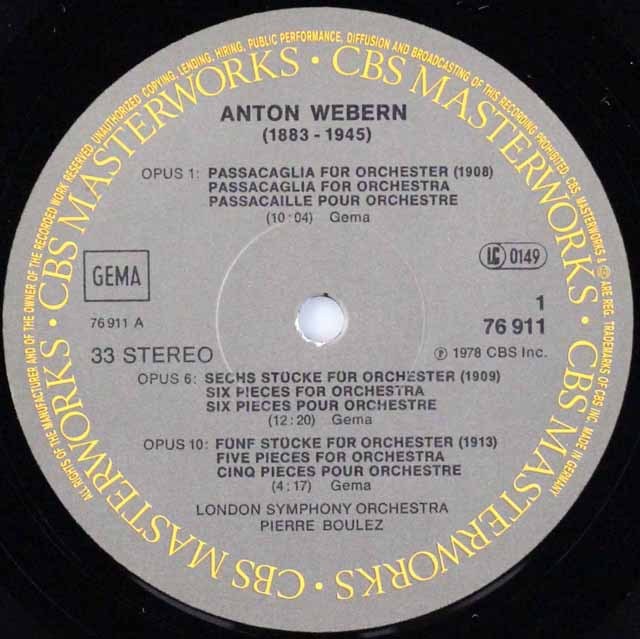 ALL RIGHTS OF THE MANUFACTURER AND OF THE OWNER OF THE RECORDED WORK RESERVED. UNAUTHORIZED COPYING, LENDING, HIRING, PUBLIC PERFORMANCE, DIFFUSION AND BROADCASTING OF THIS RECORDING PROHIBITED. CBS, MASTERWORKS & ARE REG. TRADEMARKS OF CBS INC. MADE IN GERMANY
CBS MASTERWORKS · CBS MASTERWORKS · CBS MASTERWORKS · CBS MASTERWORKS · CBS MASTERWORKS ·
ANTON WEBERN
(1883 - 1945)
OPUS 1: PASSACAGLIA FÜR ORCHESTER (1908)
PASSACAGLIA FOR ORCHESTRA
PASSACAILLE POUR ORCHESTRE
(10:04) Gema
GEMA
LC 0149
76911 A
1
76 911
33 STEREO
℗ 1978 CBS Inc.
OPUS 6: SECHS STÜCKE FÜR ORCHESTER (1909)
SIX PIECES FOR ORCHESTRA
SIX PIECES POUR ORCHESTRE
(12:20) Gema
OPUS 10: FÜNF STÜCKE FÜR ORCHESTER (1913)
FIVE PIECES FOR ORCHESTRA
CINQ PIECES POUR ORCHESTRE
(4:17) Gema
LONDON SYMPHONY ORCHESTRA
PIERRE BOULEZ